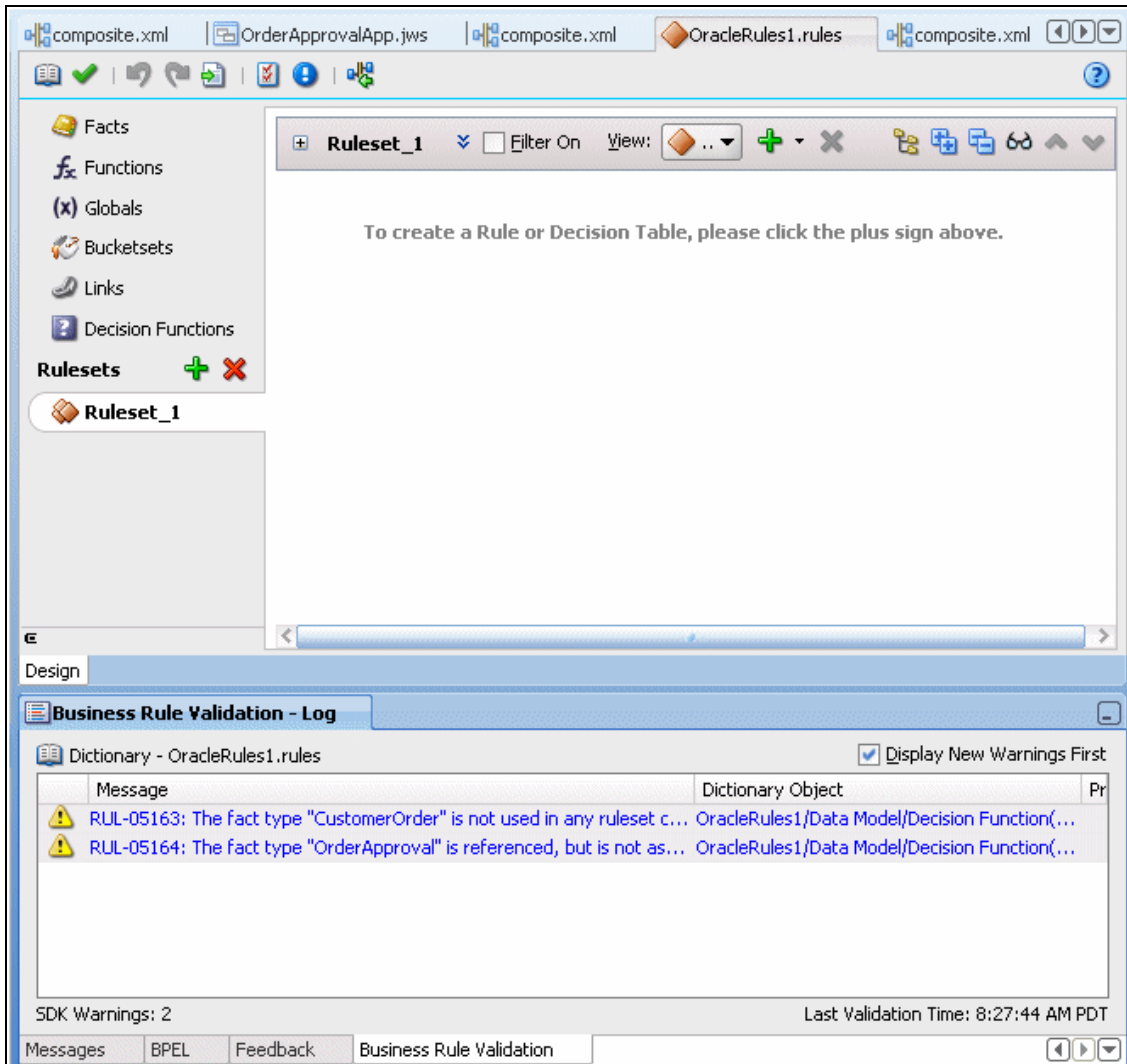 composite.xml OrderApprovalApp.jws composite.xml OracleRules1.rules composite.xml
Facts
Functions
Globals
Bucketsets
Links
Decision Functions
Rulesets
Ruleset_1
Ruleset_1 Filter On View: ..
To create a Rule or Decision Table, please click the plus sign above.
Design
Business Rule Validation - Log
Dictionary - OracleRules1.rules Display New Warnings First
Message Dictionary Object Pr
RUL-05163: The fact type "CustomerOrder" is not used in any ruleset c... OracleRules1/Data Model/Decision Function(...
RUL-05164: The fact type "OrderApproval" is referenced, but is not as... OracleRules1/Data Model/Decision Function(...
SDK Warnings: 2 Last Validation Time: 8:27:44 AM PDT
Messages BPEL Feedback Business Rule Validation